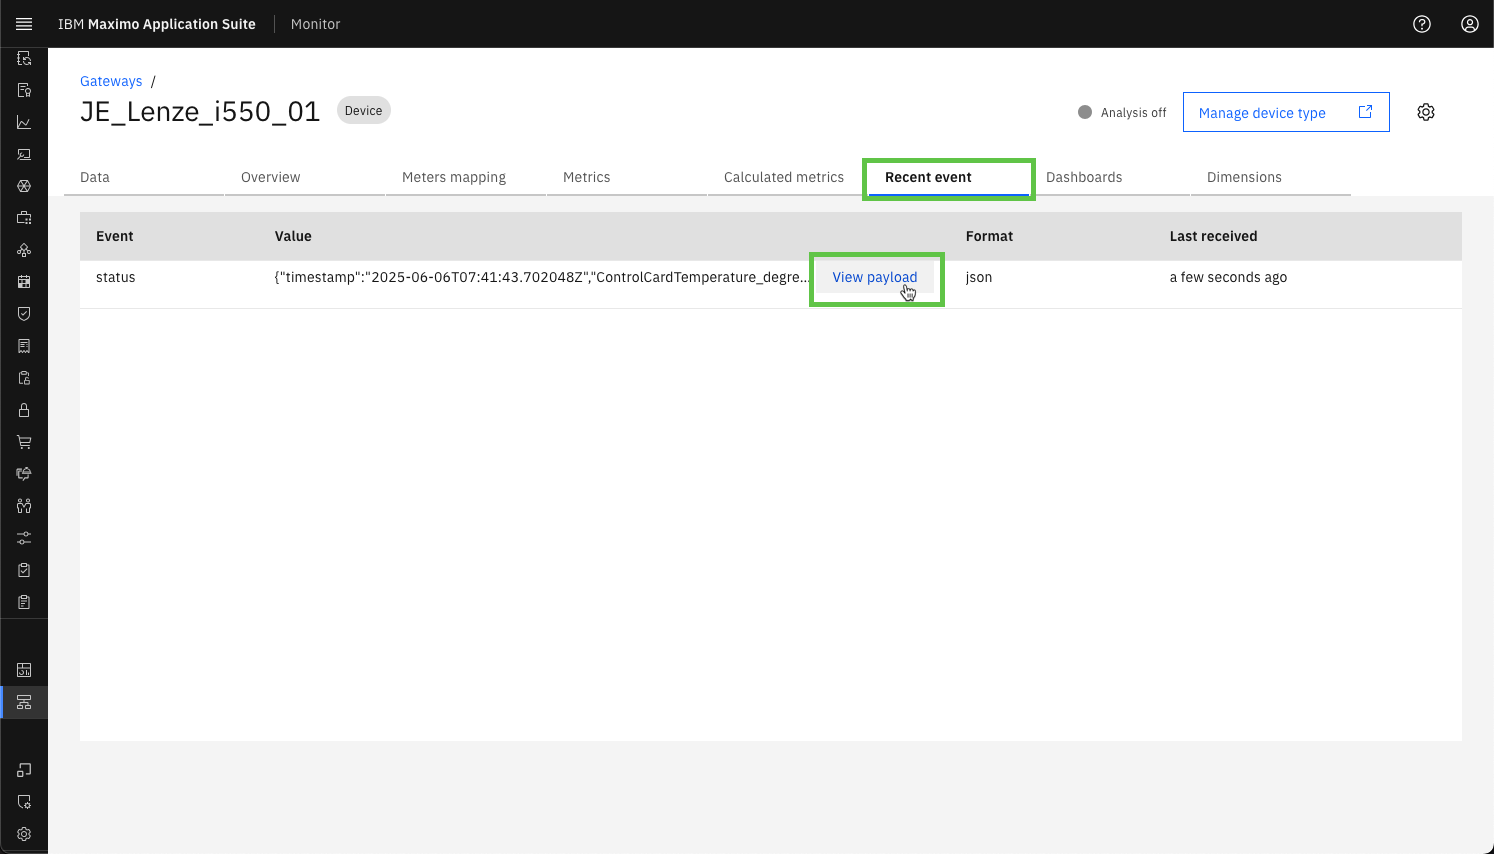 IBM Maximo Application Suite Monitor
Gateways /
JE_Lenze_i550_01 Device
Analysis off Manage device type
Data Overview Meters mapping Metrics Calculated metrics Recent event Dashboards Dimensions
Event Value Format Last received
status {"timestamp":"2025-06-06T07:41:43.702048Z","ControlCardTemperature_degre... View payload json a few seconds ago